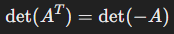 det(A^T) = det(−A)